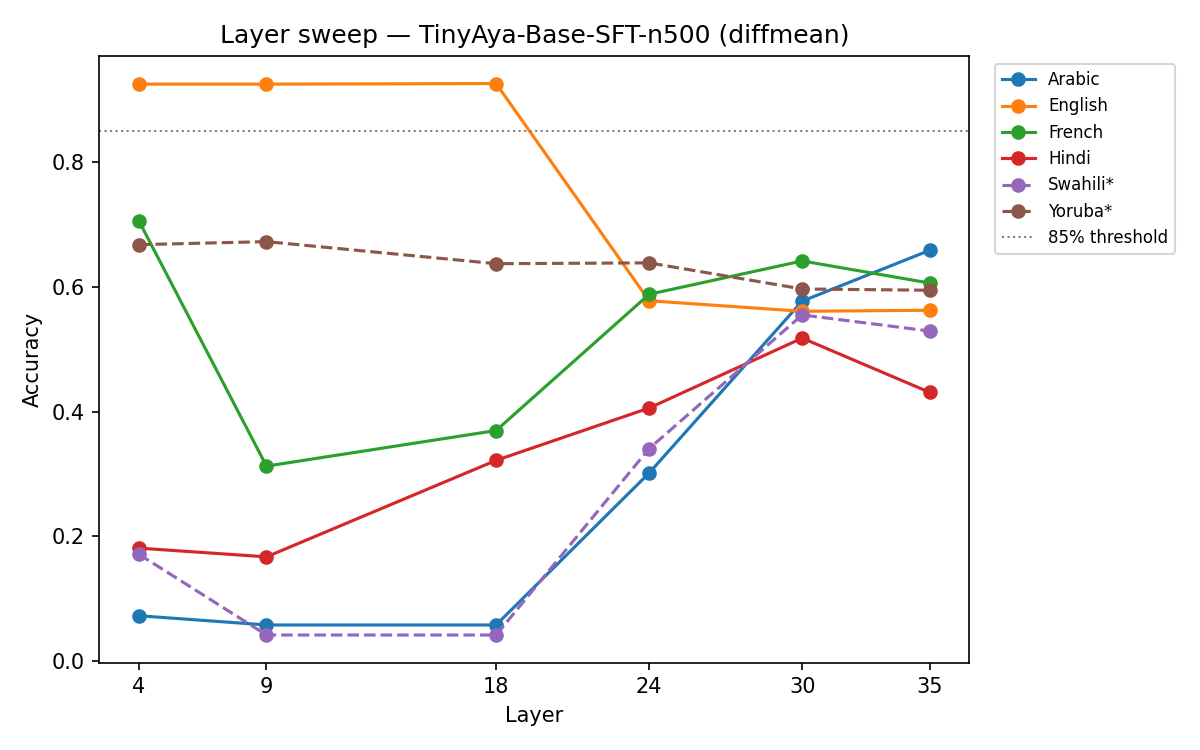 Layer sweep — TinyAya-Base-SFT-n500 (diffmean)
Accuracy
0.8
0.6
0.4
0.2
0.0
4 9 18 24 30 35
Layer
Arabic
English
French
Hindi
Swahili*
Yoruba*
85% threshold